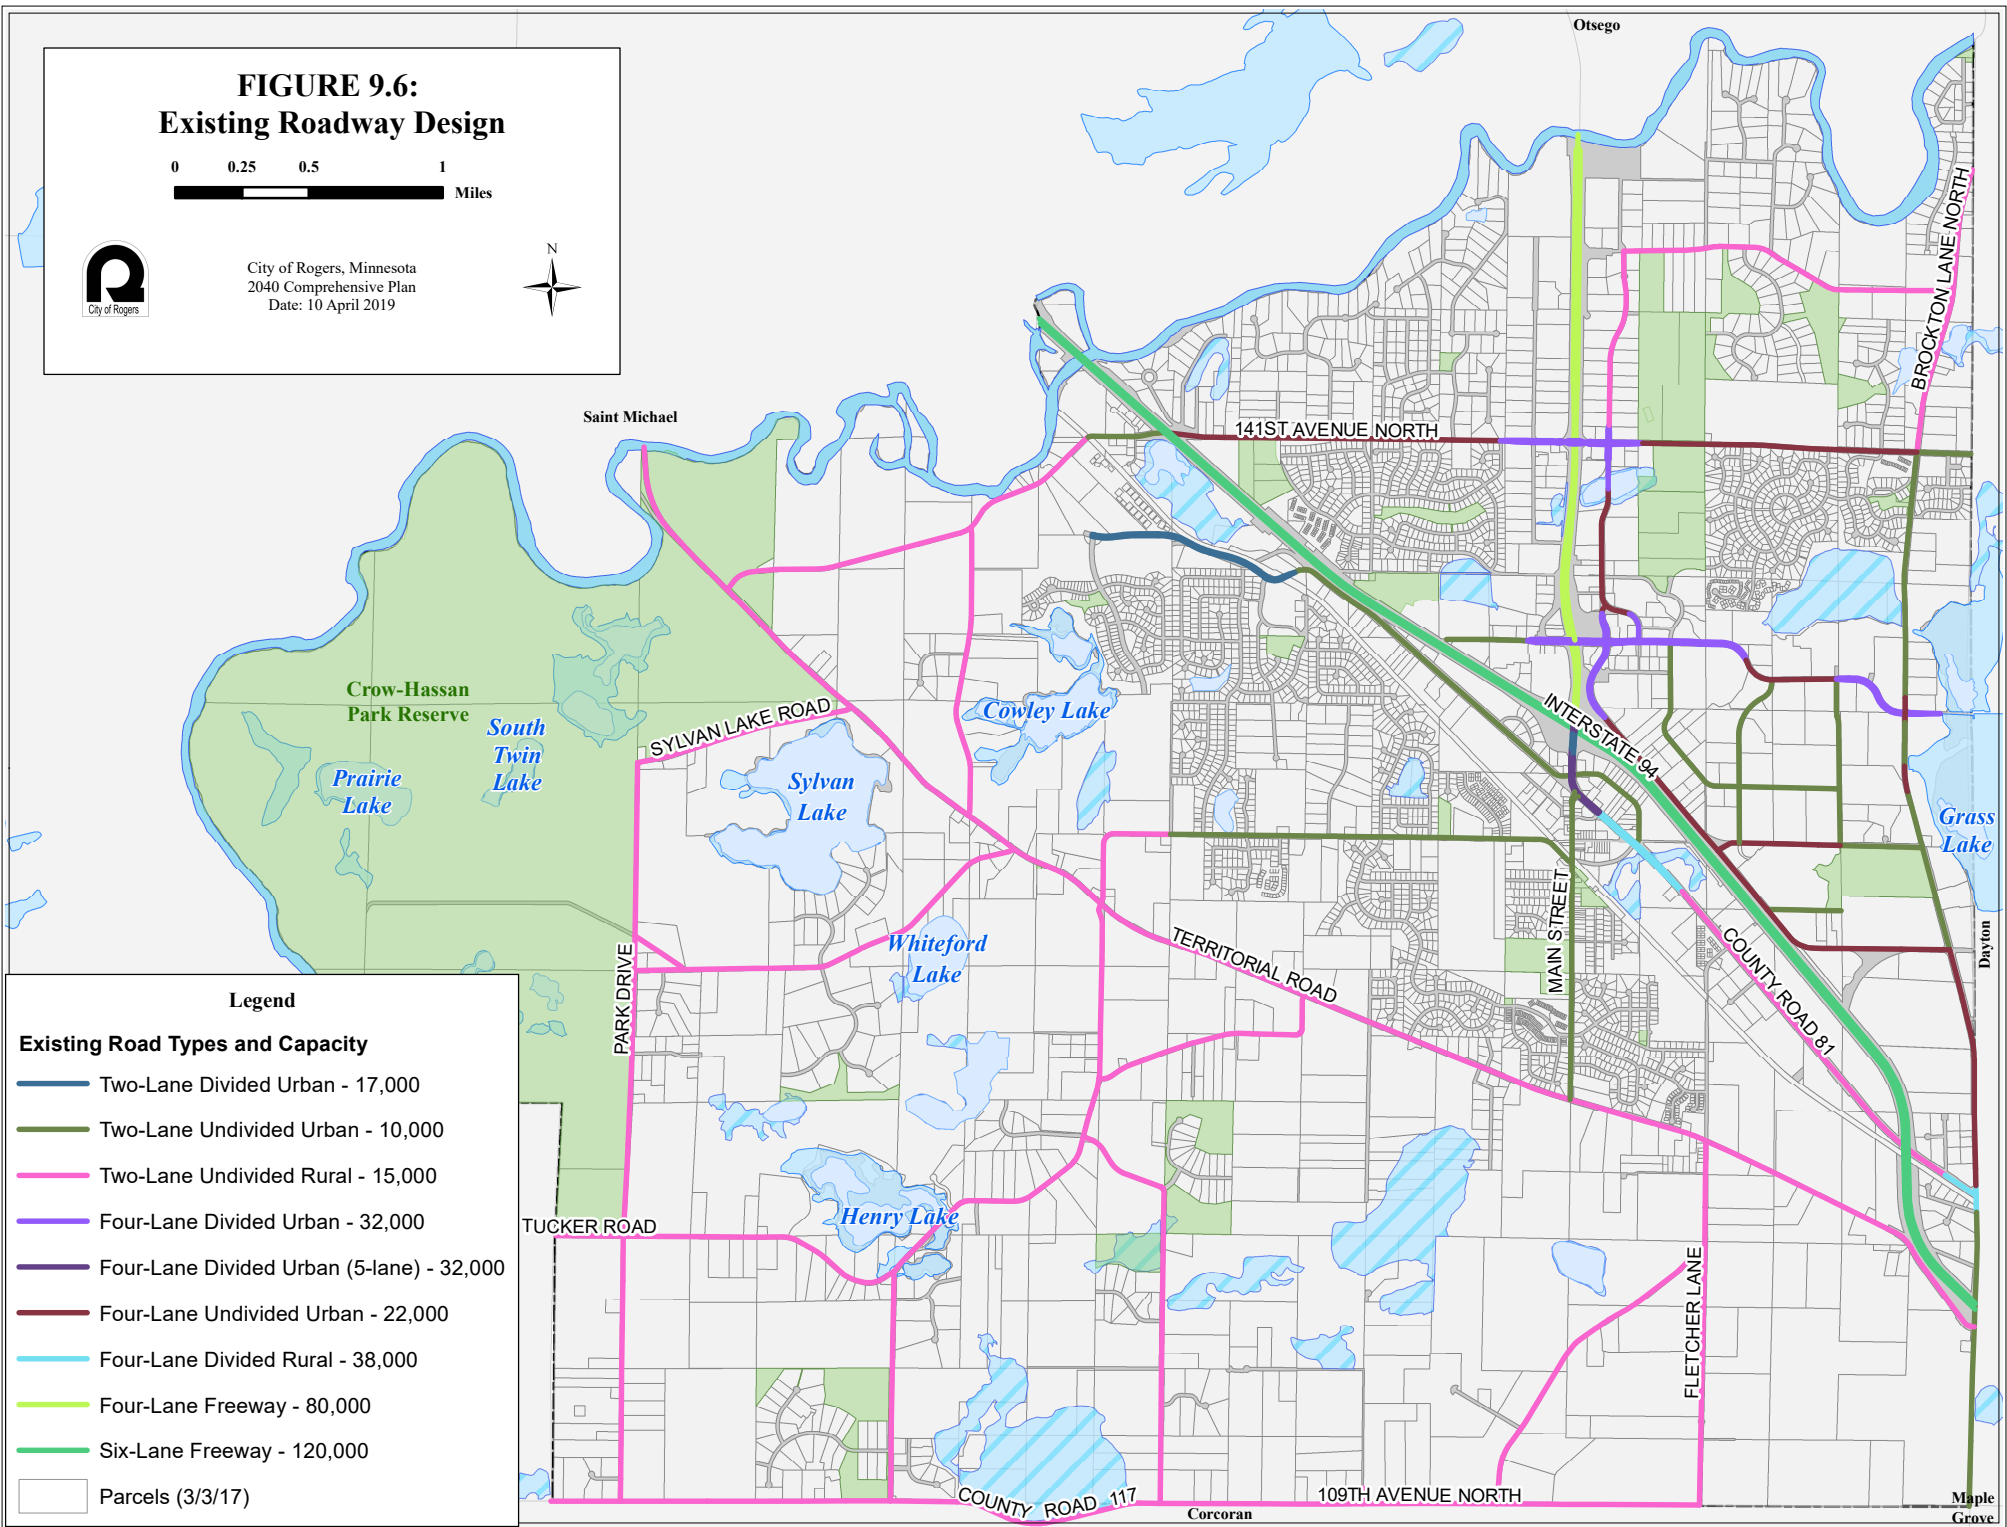 FIGURE 9.6:
Existing Roadway Design
0 0.25 0.5 1
Miles
City of Rogers
City of Rogers, Minnesota
2040 Comprehensive Plan
Date: 10 April 2019
N
Otsego
Saint Michael
BROCKTON LANE NORTH
141ST AVENUE NORTH
Crow-Hassan
Park Reserve
South
Twin
Lake
Prairie
Lake
SYLVAN LAKE ROAD
Sylvan
Lake
Cowley Lake
INTERSTATE 94
Grass
Lake
Whiteford
Lake
PARK DRIVE
TERRITORIAL ROAD
MAIN STREET
COUNTY ROAD 81
Dayton
Henry Lake
TUCKER ROAD
FLETCHER LANE
COUNTY ROAD 117
109TH AVENUE NORTH
Corcoran
Maple
Grove
Legend
Existing Road Types and Capacity
Two-Lane Divided Urban - 17,000
Two-Lane Undivided Urban - 10,000
Two-Lane Undivided Rural - 15,000
Four-Lane Divided Urban - 32,000
Four-Lane Divided Urban (5-lane) - 32,000
Four-Lane Undivided Urban - 22,000
Four-Lane Divided Rural - 38,000
Four-Lane Freeway - 80,000
Six-Lane Freeway - 120,000
Parcels (3/3/17)